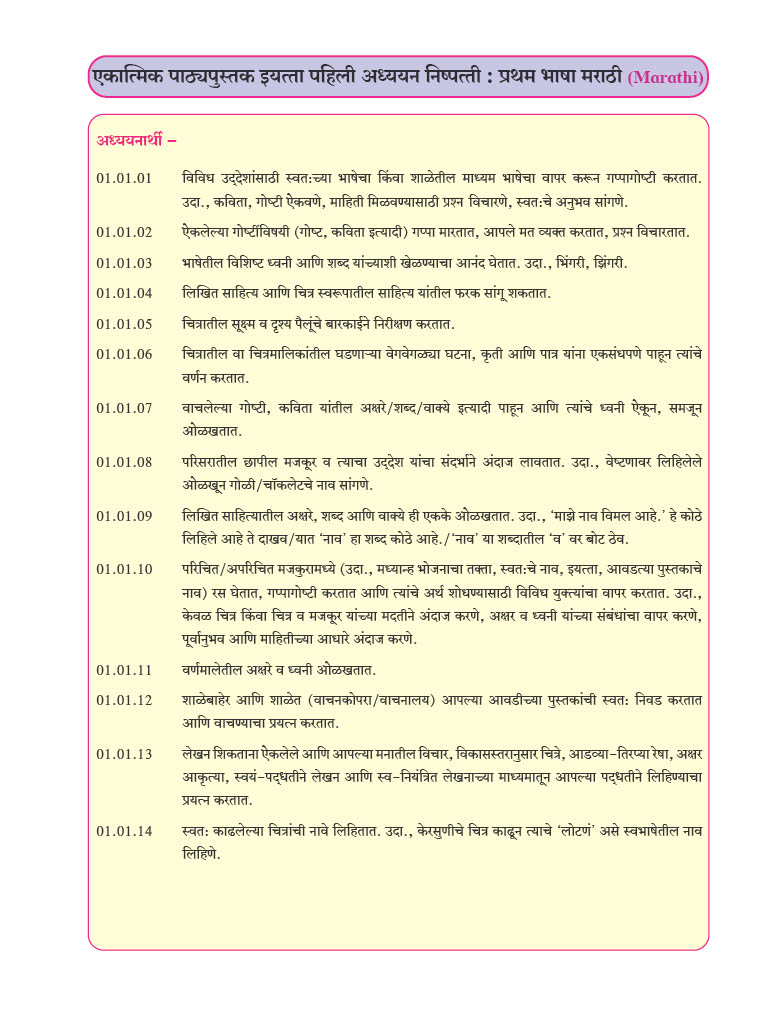 एकात्मिक पाठ्यपुस्तक इयत्ता पहिली अध्ययन निष्पत्ती : प्रथम भाषा मराठी (Marathi)
अध्ययनार्थी –
01.01.01 विविध उद्‌देशांसाठी स्वतःच्या भाषेचा किंवा शाळेतील माध्यम भाषेचा वापर करून गप्पागोष्टी करतात.
उदा., कविता, गोष्टी ऐकवणे, माहिती मिळवण्यासाठी प्रश्न विचारणे, स्वतःचे अनुभव सांगणे.
01.01.02 ऐकलेल्या गोष्टींविषयी (गोष्ट, कविता इत्यादी) गप्पा मारतात, आपले मत व्यक्त करतात, प्रश्न विचारतात.
01.01.03 भाषेतील विशिष्ट ध्वनी आणि शब्द यांच्याशी खेळण्याचा आनंद घेतात. उदा., भिंगरी, झिंगरी.
01.01.04 लिखित साहित्य आणि चित्र स्वरूपातील साहित्य यांतील फरक सांगू शकतात.
01.01.05 चित्रातील सूक्ष्म व दृश्य पैलूंचे बारकाईने निरीक्षण करतात.
01.01.06 चित्रातील वा चित्रमालिकांतील घडणाऱ्या वेगवेगळ्या घटना, कृती आणि पात्र यांना एकसंधपणे पाहून त्यांचे
वर्णन करतात.
01.01.07 वाचलेल्या गोष्टी, कविता यांतील अक्षरे/शब्द/वाक्ये इत्यादी पाहून आणि त्यांचे ध्वनी ऐकून, समजून
ओळखतात.
01.01.08 परिसरातील छापील मजकूर व त्याचा उद्‌देश यांचा संदर्भाने अंदाज लावतात. उदा., वेष्टणावर लिहिलेले
ओळखून गोळी/चॉकलेटचे नाव सांगणे.
01.01.09 लिखित साहित्यातील अक्षरे, शब्द आणि वाक्ये ही एकके ओळखतात. उदा., ‘माझे नाव विमल आहे.’ हे कोठे
लिहिले आहे ते दाखव/यात ‘नाव’ हा शब्द कोठे आहे./‘नाव’ या शब्दातील ‘व’ वर बोट ठेव.
01.01.10 परिचित/अपरिचित मजकुरामध्ये (उदा., मध्यान्ह भोजनाचा तक्ता, स्वतःचे नाव, इयत्ता, आवडत्या पुस्तकाचे
नाव) रस घेतात, गप्पागोष्टी करतात आणि त्यांचे अर्थ शोधण्यासाठी विविध युक्त्यांचा वापर करतात. उदा.,
केवळ चित्र किंवा चित्र व मजकूर यांच्या मदतीने अंदाज करणे, अक्षर व ध्वनी यांच्या संबंधांचा वापर करणे,
पूर्वानुभव आणि माहितीच्या आधारे अंदाज करणे.
01.01.11 वर्णमालेतील अक्षरे व ध्वनी ओळखतात.
01.01.12 शाळेबाहेर आणि शाळेत (वाचनकोपरा/वाचनालय) आपल्या आवडीच्या पुस्तकांची स्वतः निवड करतात
आणि वाचण्याचा प्रयत्न करतात.
01.01.13 लेखन शिकताना ऐकलेले आणि आपल्या मनातील विचार, विकासस्तरानुसार चित्रे, आडव्या-तिरप्या रेषा, अक्षर
आकृत्या, स्वयं-पद्‌धतीने लेखन आणि स्व-नियंत्रित लेखनाच्या माध्यमातून आपल्या पद्‌धतीने लिहिण्याचा
प्रयत्न करतात.
01.01.14 स्वतः काढलेल्या चित्रांची नावे लिहितात. उदा., केरसुणीचे चित्र काढून त्याचे ‘लोटणं’ असे स्वभाषेतील नाव
लिहिणे.